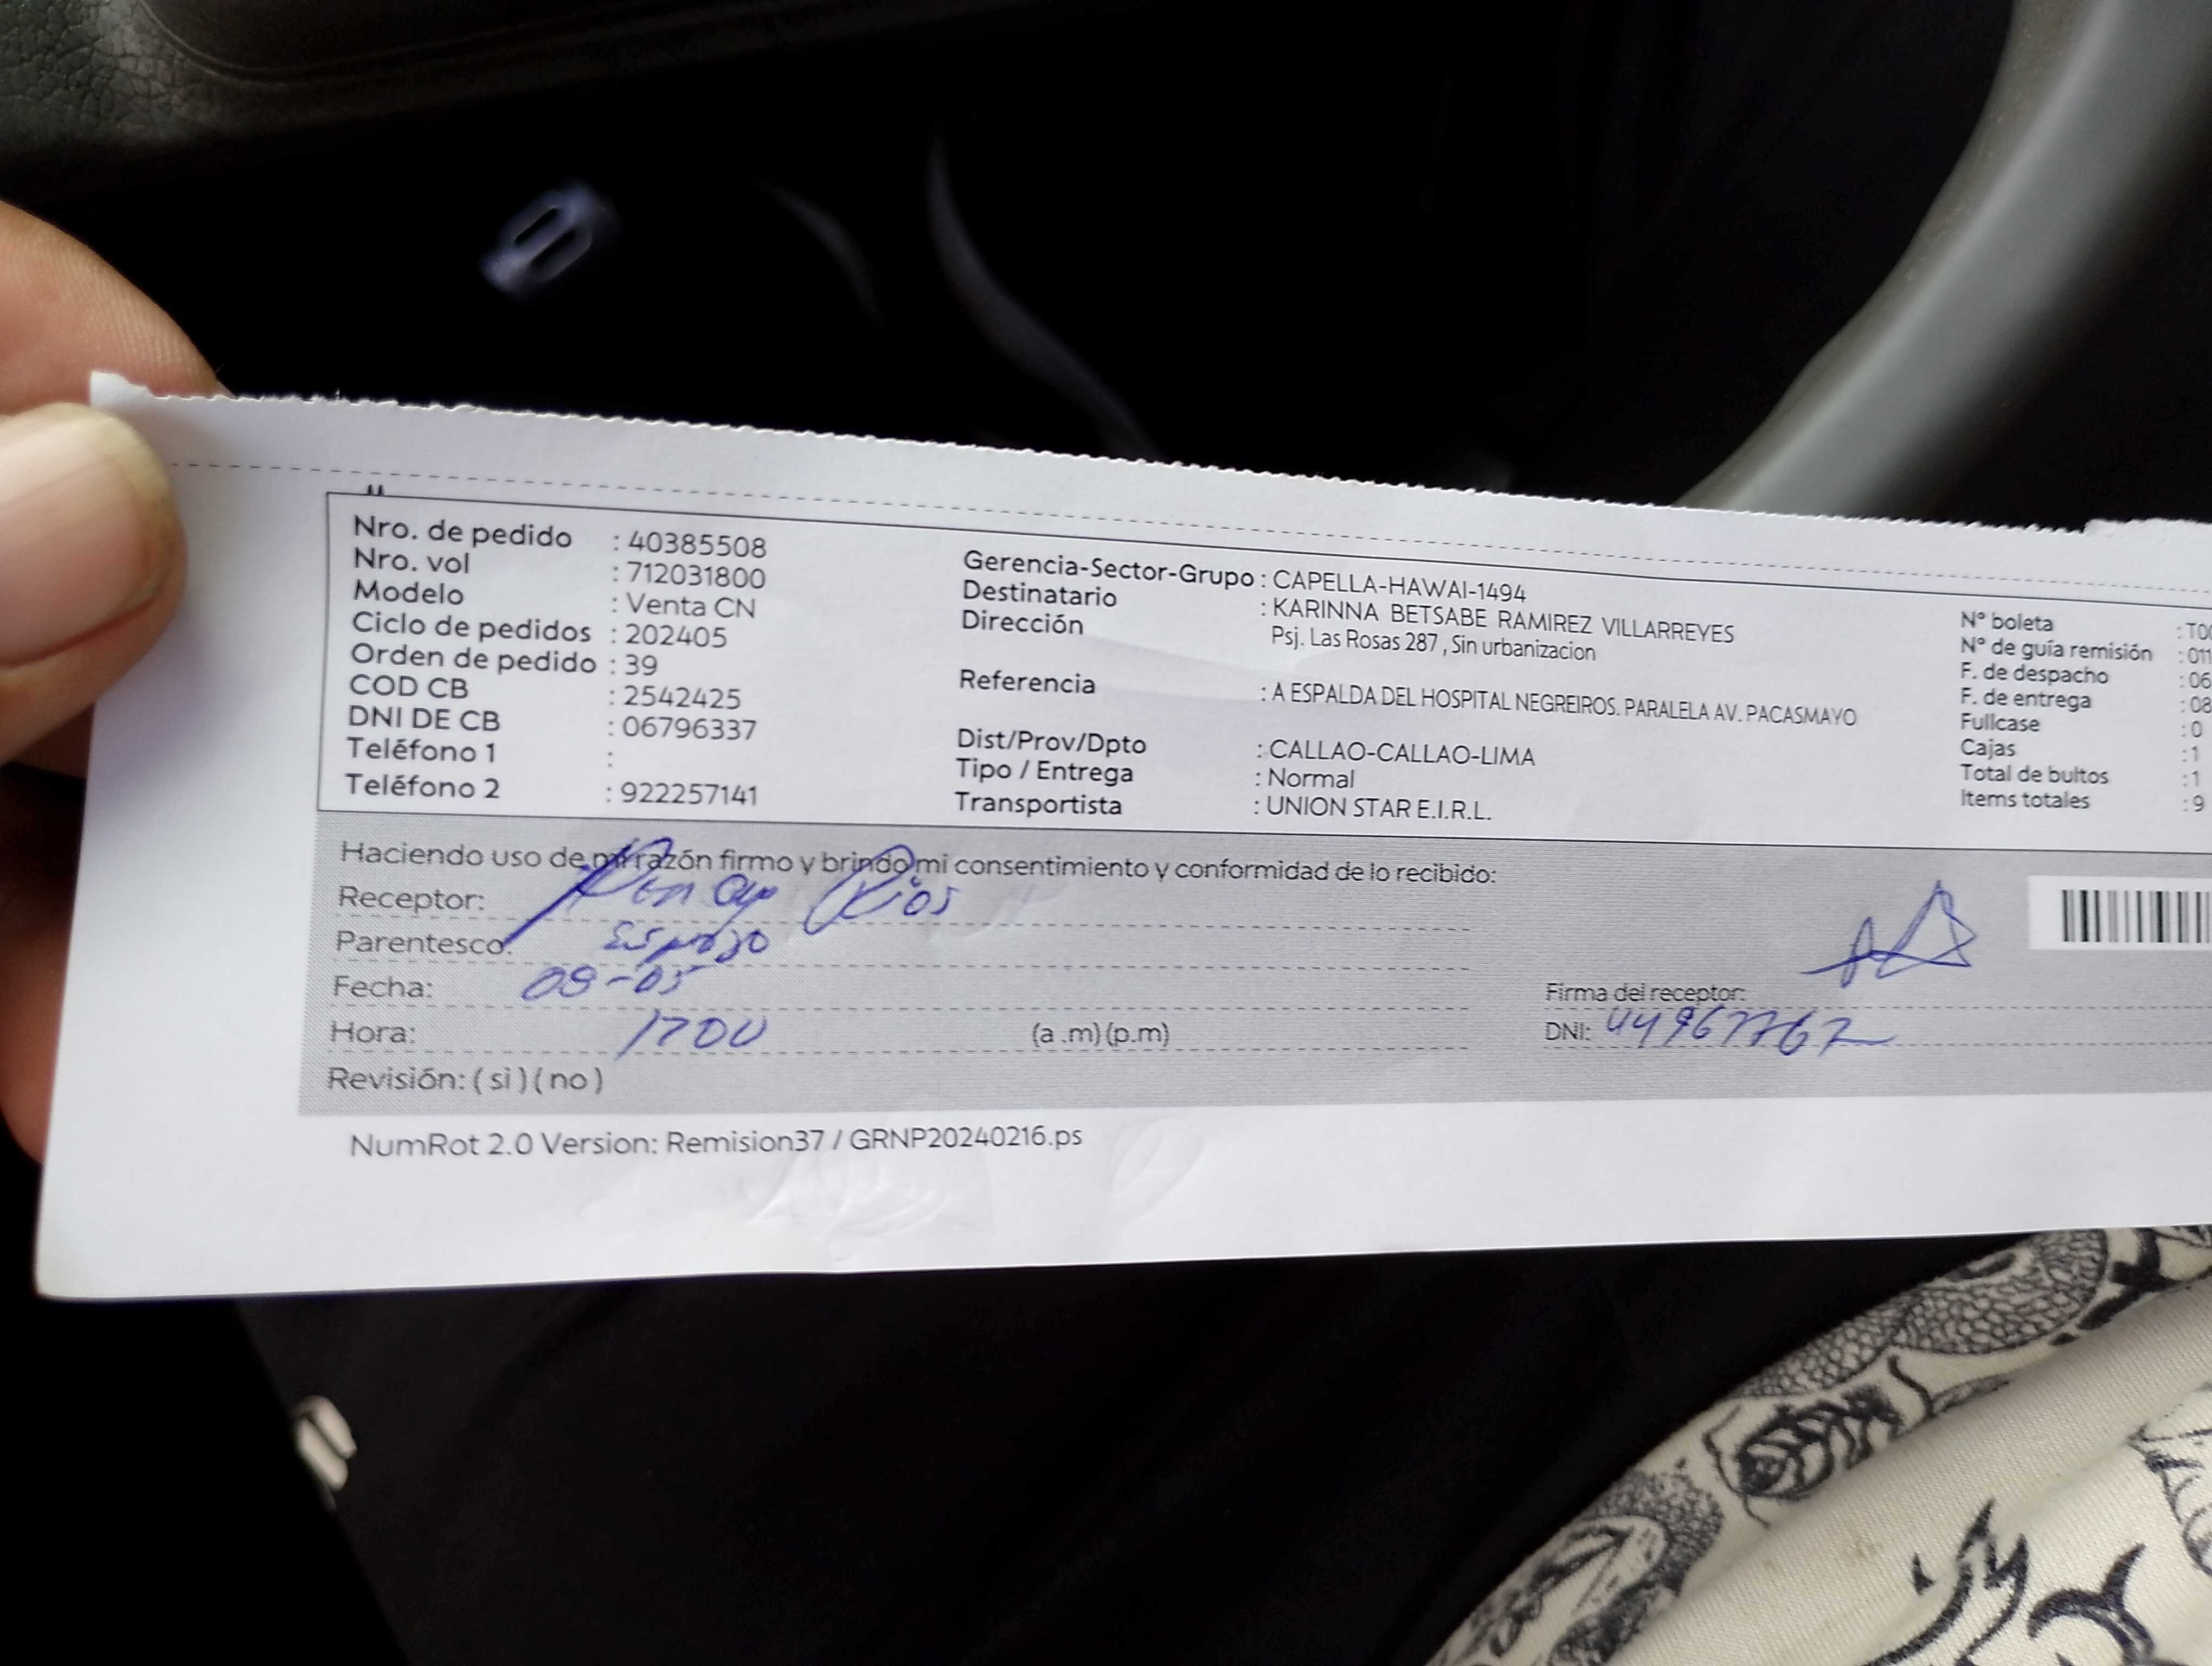 Nro. de pedido : 40385508
Nro. vol : 712031800
Modelo : Venta CN
Ciclo de pedidos : 202405
Orden de pedido : 39
COD CB : 2542425
DNI DE CB : 06796337
Teléfono 1 :
Teléfono 2 : 922257141
Gerencia-Sector-Grupo : CAPELLA-HAWAI-1494
Destinatario : KARINNA BETSABE RAMIREZ VILLARREYES
Dirección Psj. Las Rosas 287 , Sin urbanizacion
Referencia : A ESPALDA DEL HOSPITAL NEGREIROS. PARALELA AV. PACASMAYO
Dist/Prov/Dpto : CALLAO-CALLAO-LIMA
Tipo / Entrega : Normal
Transportista : UNION STAR E.I.R.L.
N° boleta : T00
N° de guía remisión : 011
F. de despacho : 06
F. de entrega : 08
Fullcase : 0
Cajas : 1
Total de bultos : 1
Items totales : 9
Haciendo uso de mi razón firmo y brindo mi consentimiento y conformidad de lo recibido:
Receptor: Ríos
Parentesco: Esposo
Fecha: 08-05
Hora: 1700 (a .m) (p.m)
Revisión: ( si ) ( no )
Firma del receptor:
DNI:
NumRot 2.0 Version: Remision37 / GRNP20240216.ps